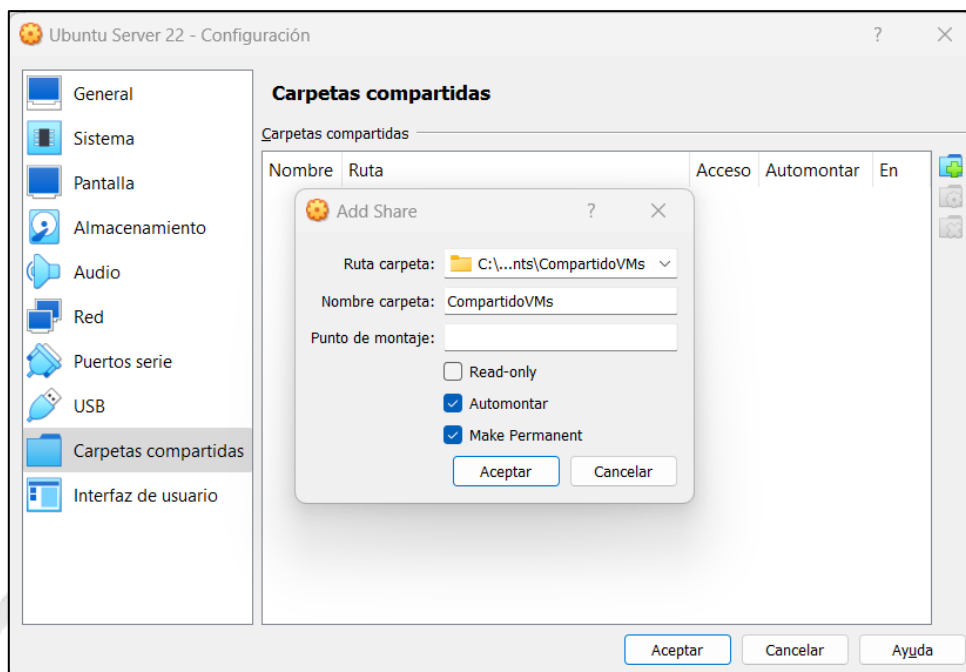 Ubuntu Server 22 - Configuración ?
General
Sistema
Pantalla
Almacenamiento
Audio
Red
Puertos serie
USB
Carpetas compartidas
Interfaz de usuario
Carpetas compartidas
Carpetas compartidas
Nombre Ruta Acceso Automontar En
Add Share ?
Ruta carpeta: C:\...nts\CompartidoVMs
Nombre carpeta: CompartidoVMs
Punto de montaje:
Read-only
Automontar
Make Permanent
Aceptar Cancelar
Aceptar Cancelar Ayuda